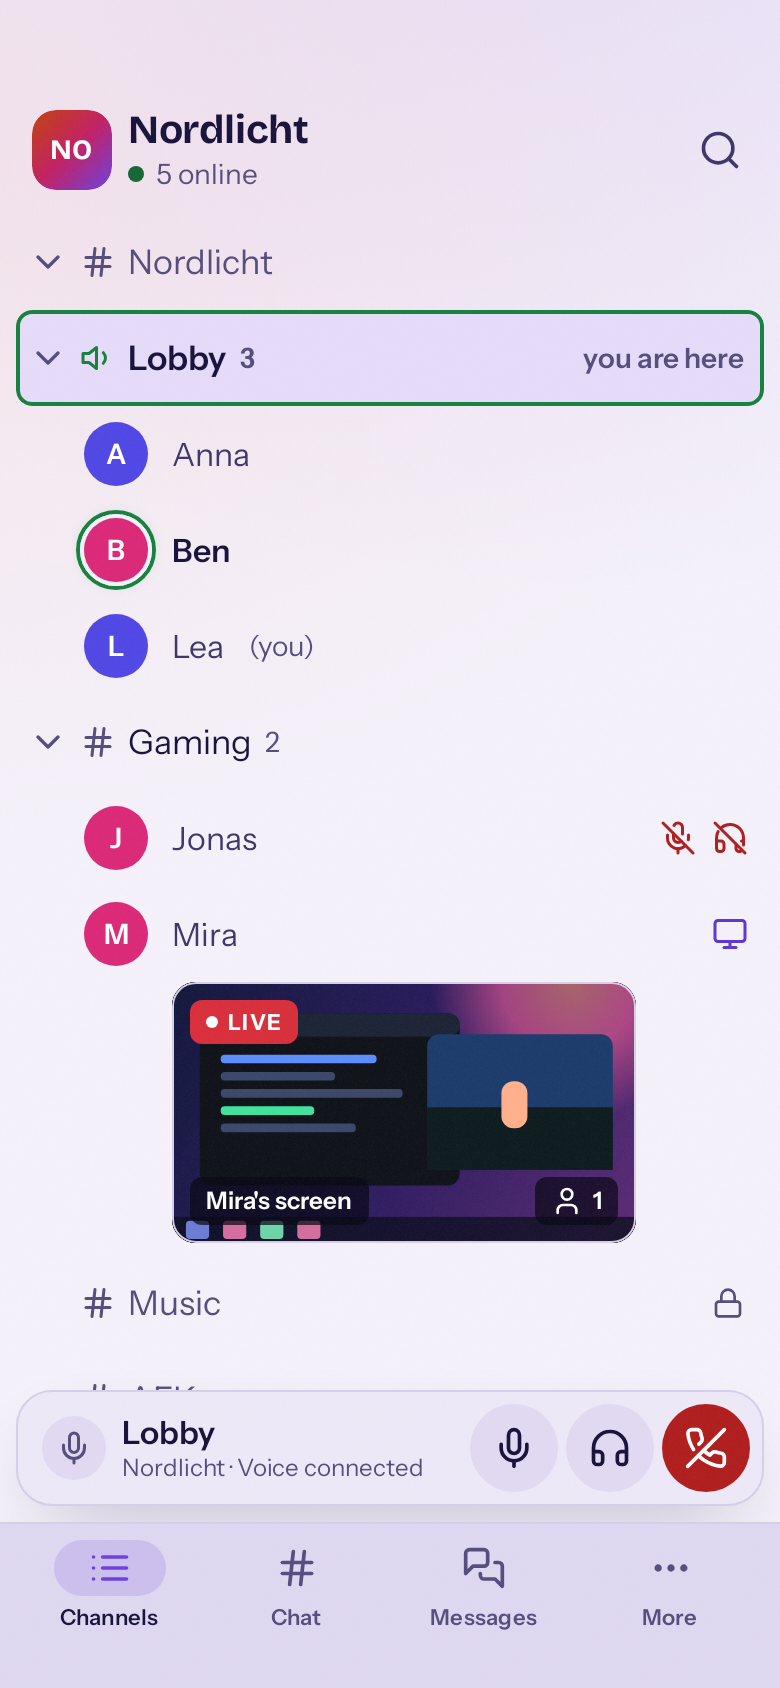 NO
Nordlicht
5 online
# Nordlicht
Lobby 3 you are here
A Anna
B Ben
L Lea (you)
# Gaming 2
J Jonas
M Mira
LIVE
Mira's screen 1
# Music
# AFK
Lobby
Nordlicht · Voice connected
Channels Chat Messages More